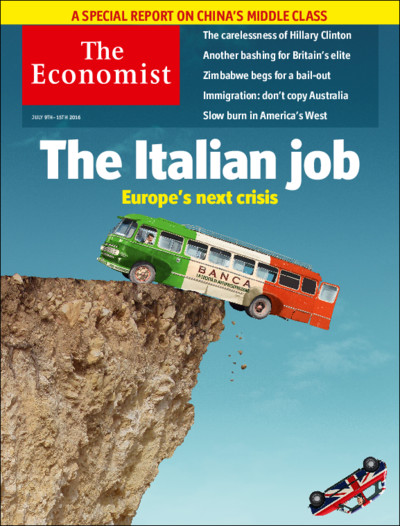 A SPECIAL REPORT ON CHINA'S MIDDLE CLASS
The
Economist
JULY 9TH–15TH 2016
The carelessness of Hillary Clinton
Another bashing for Britain's elite
Zimbabwe begs for a bail-out
Immigration: don't copy Australia
Slow burn in America's West
The Italian job
Europe's next crisis
BANCA